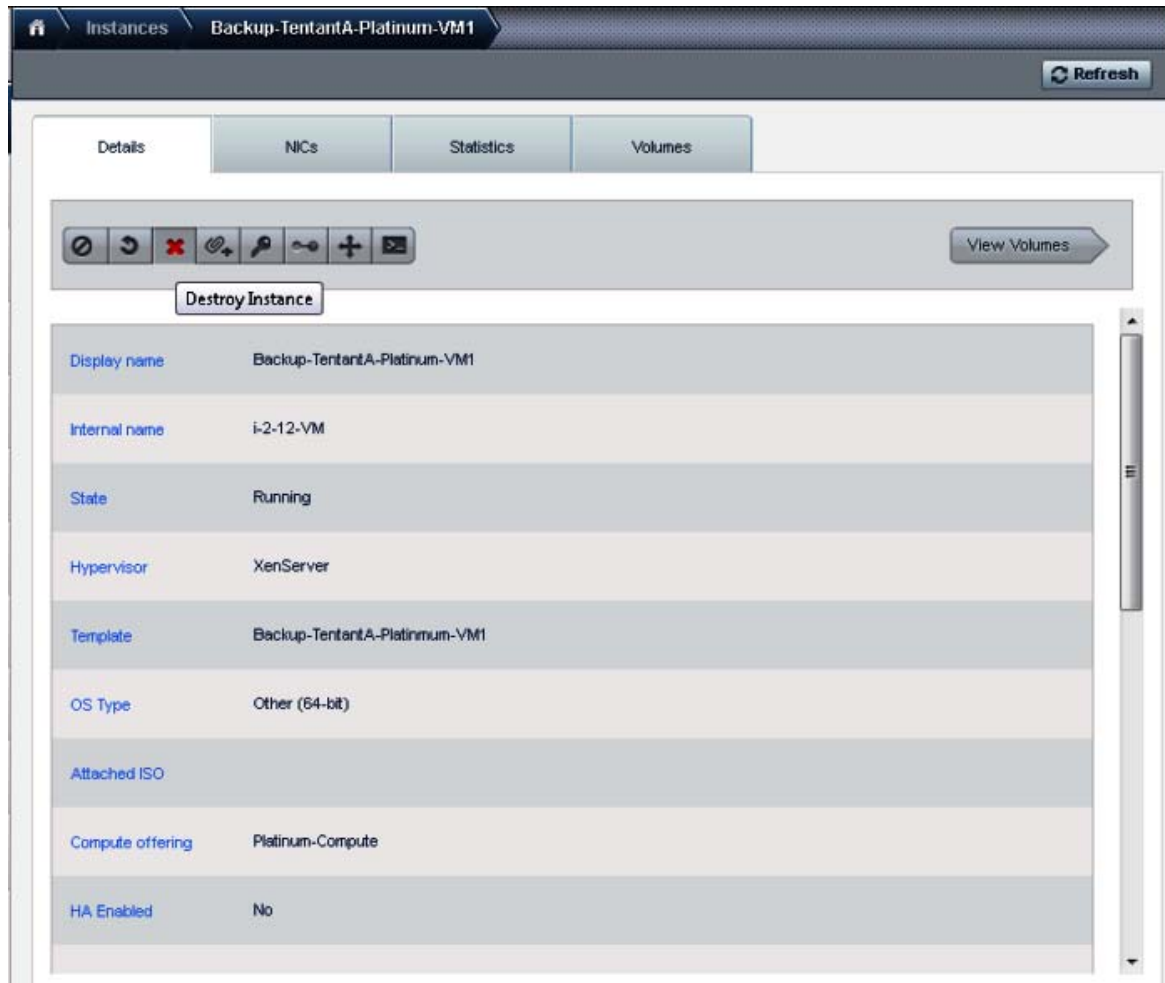 Instances Backup-TentantA-Platinum-VM1
Refresh
Details NICs Statistics Volumes
View Volumes
Destroy Instance
Display name Backup-TentantA-Platinum-VM1
Internal name i-2-12-VM
State Running
Hypervisor XenServer
Template Backup-TentantA-Platinmum-VM1
OS Type Other (64-bit)
Attached ISO
Compute offering Platinum-Compute
HA Enabled No